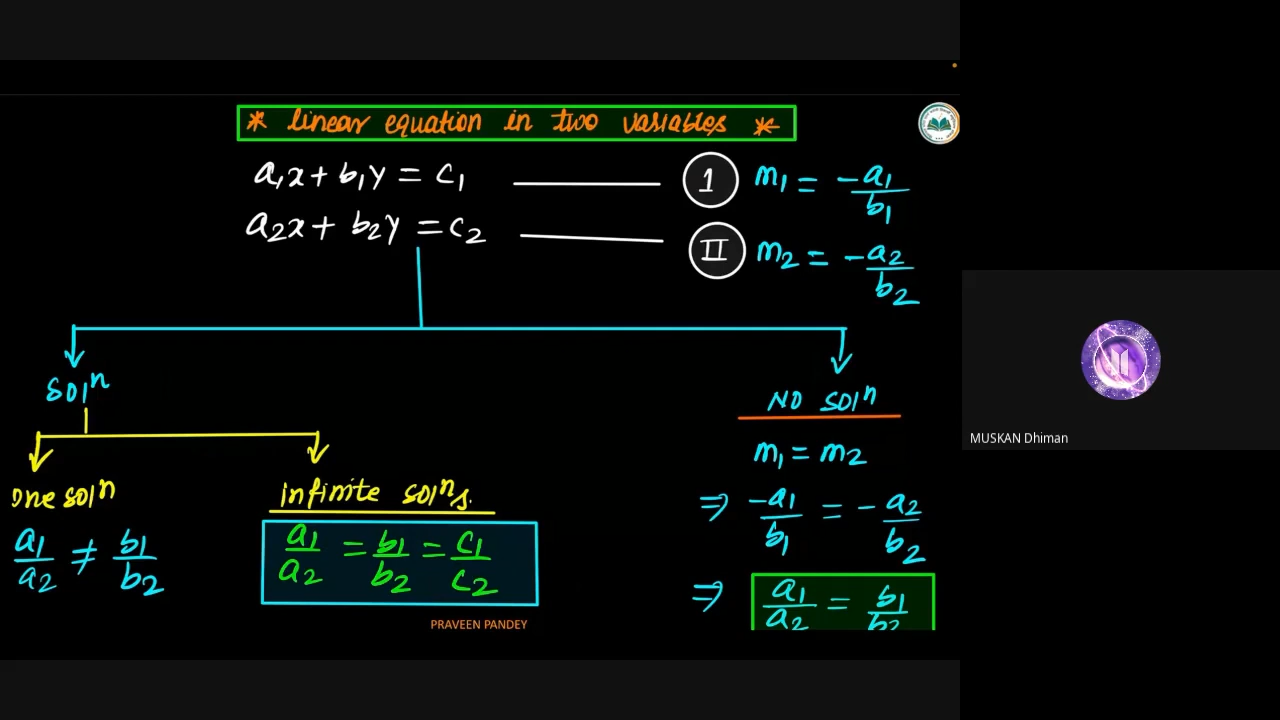 * linear equation in two variables *
a₁x + b₁y = c₁ ——— I m₁ = -a₁/b₁
a₂x + b₂y = c₂ ——— II m₂ = -a₂/b₂
solⁿ
NO solⁿ
m₁ = m₂
⇒ -a₁/b₁ = -a₂/b₂
⇒ a₁/a₂ = b₁/b₂
one solⁿ
a₁/a₂ ≠ b₁/b₂
infinite solⁿs.
a₁/a₂ = b₁/b₂ = c₁/c₂
PRAVEEN PANDEY
MUSKAN Dhiman